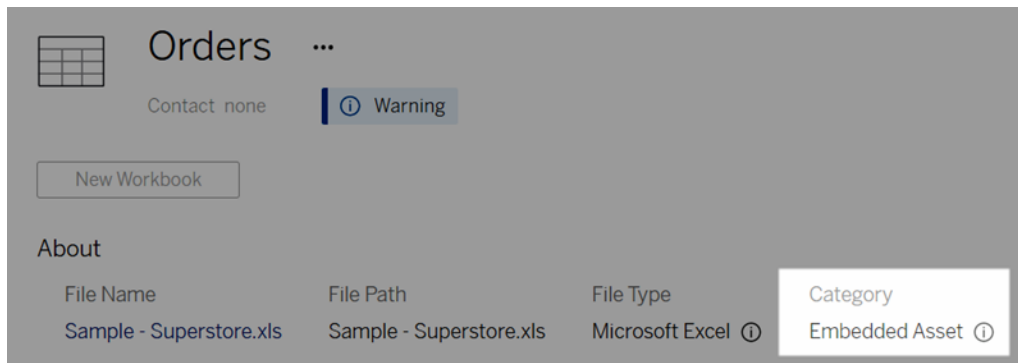 Orders ...
Contact none Warning
New Workbook
About
File Name File Path File Type Category
Sample - Superstore.xls Sample - Superstore.xls Microsoft Excel Embedded Asset